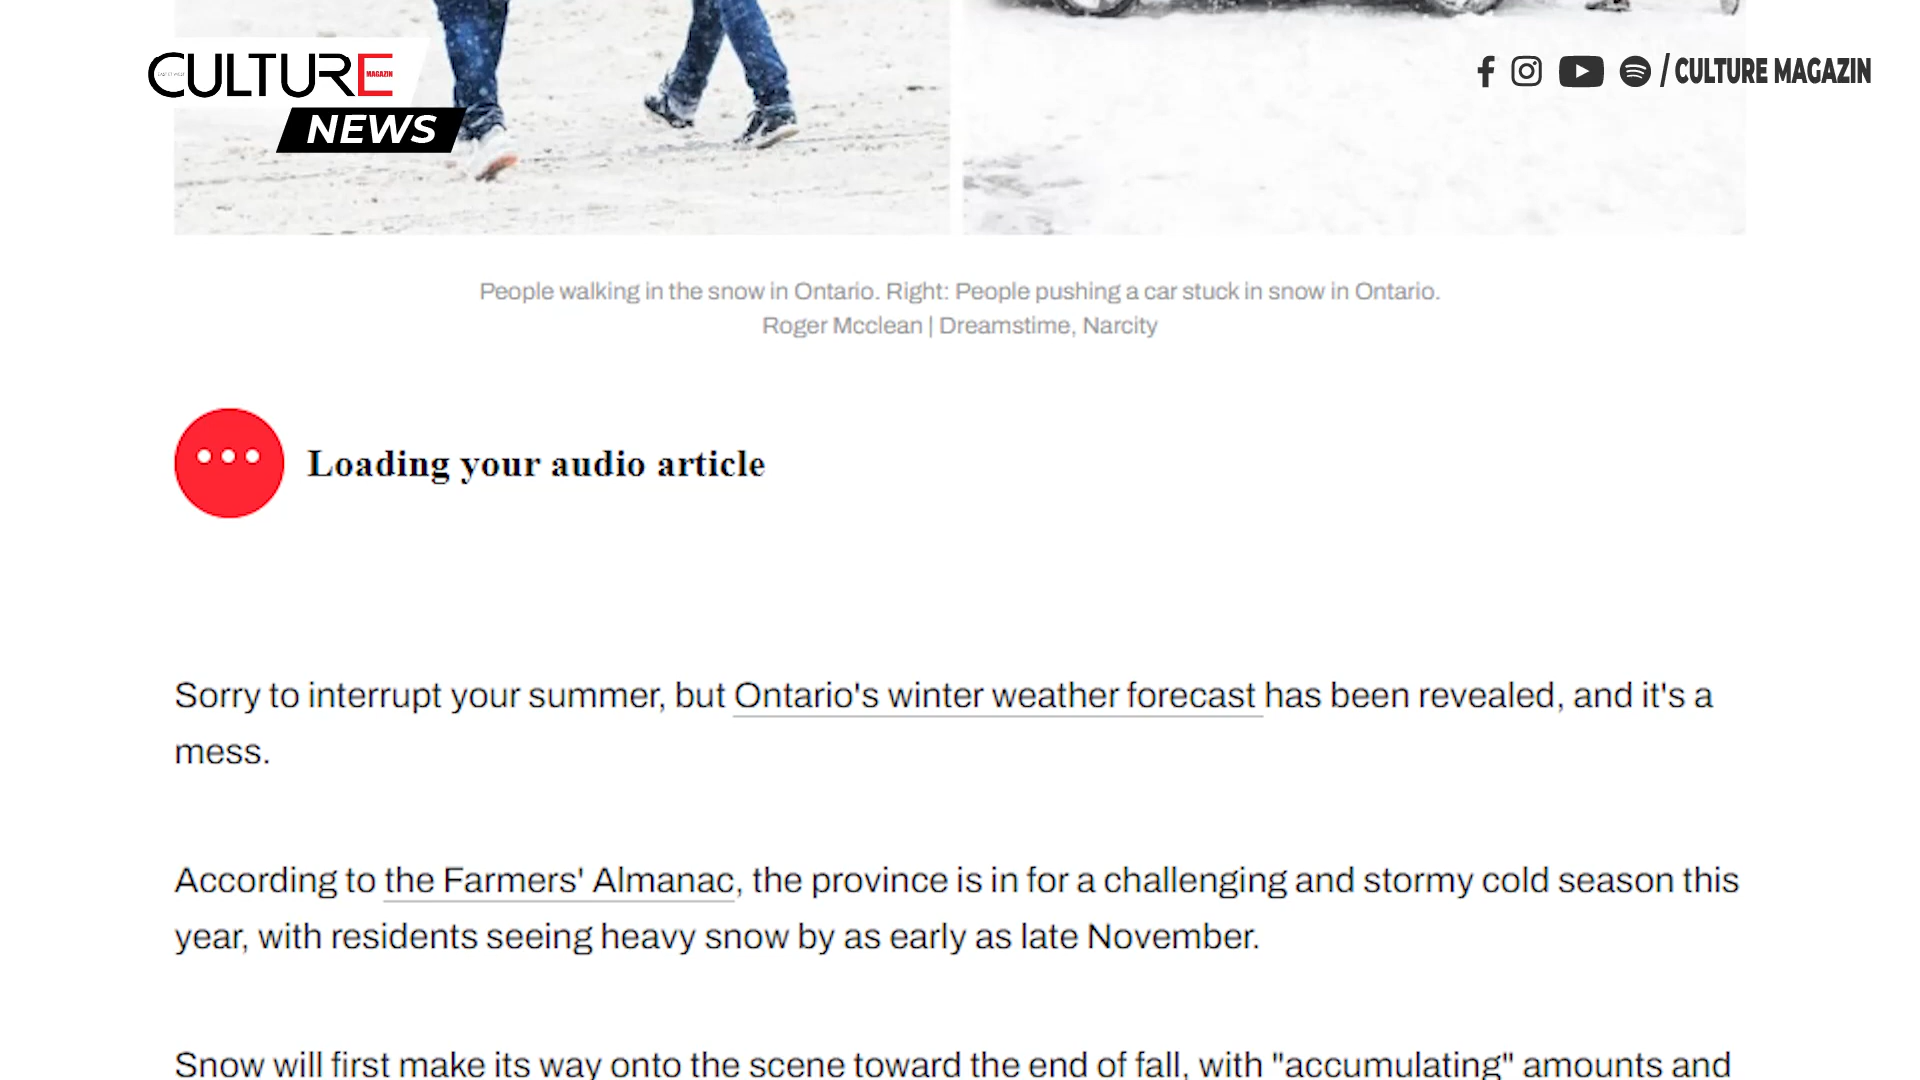 CULTURE
MAGAZIN
NEWS
/ CULTURE MAGAZIN
People walking in the snow in Ontario. Right: People pushing a car stuck in snow in Ontario.
Roger Mcclean | Dreamstime, Narcity
Loading your audio article
Sorry to interrupt your summer, but Ontario's winter weather forecast has been revealed, and it's a
mess.
According to the Farmers' Almanac, the province is in for a challenging and stormy cold season this
year, with residents seeing heavy snow by as early as late November.
Snow will first make its way onto the scene toward the end of fall, with "accumulating" amounts and